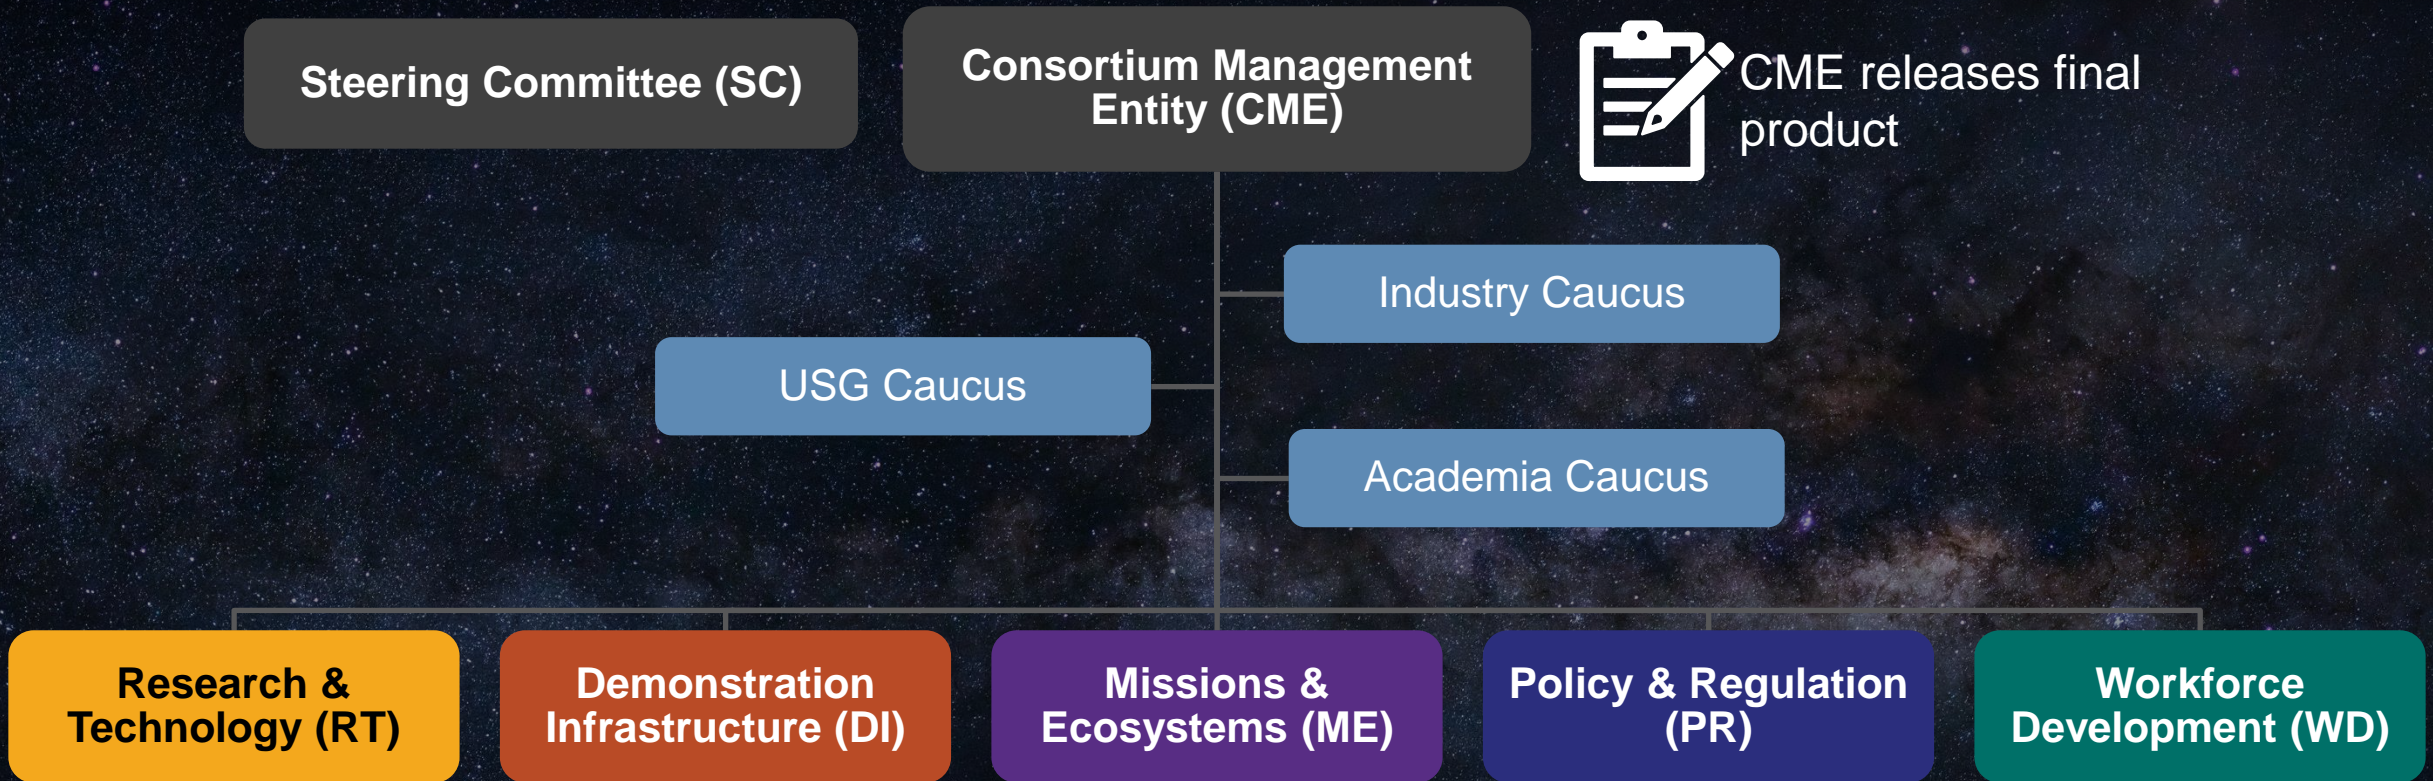 Steering Committee (SC)
Consortium Management
Entity (CME)
CME releases final
product
Industry Caucus
USG Caucus
Academia Caucus
Research &
Technology (RT)
Demonstration
Infrastructure (DI)
Missions &
Ecosystems (ME)
Policy & Regulation
(PR)
Workforce
Development (WD)